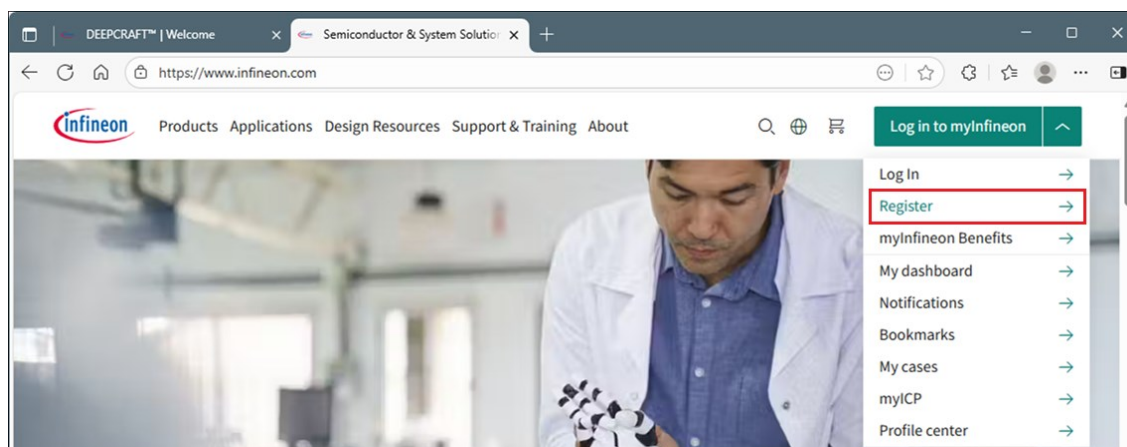 DEEPCRAFT™ | Welcome
Semiconductor & System Solution
https://www.infineon.com
infineon
Products Applications Design Resources Support & Training About
Log in to myInfineon
Log In
Register
myInfineon Benefits
My dashboard
Notifications
Bookmarks
My cases
myICP
Profile center